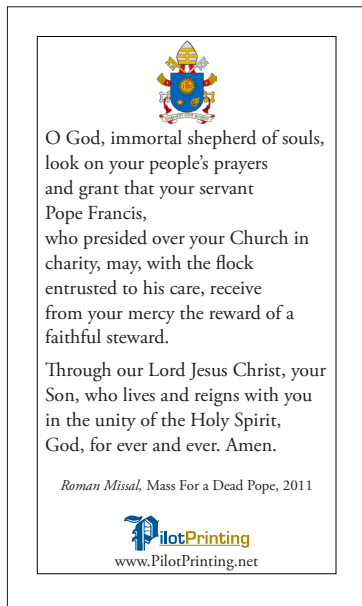 O God, immortal shepherd of souls,
look on your people’s prayers
and grant that your servant
Pope Francis,
who presided over your Church in
charity, may, with the flock
entrusted to his care, receive
from your mercy the reward of a
faithful steward.
Through our Lord Jesus Christ, your
Son, who lives and reigns with you
in the unity of the Holy Spirit,
God, for ever and ever. Amen.
Roman Missal, Mass For a Dead Pope, 2011
PilotPrinting
www.PilotPrinting.net